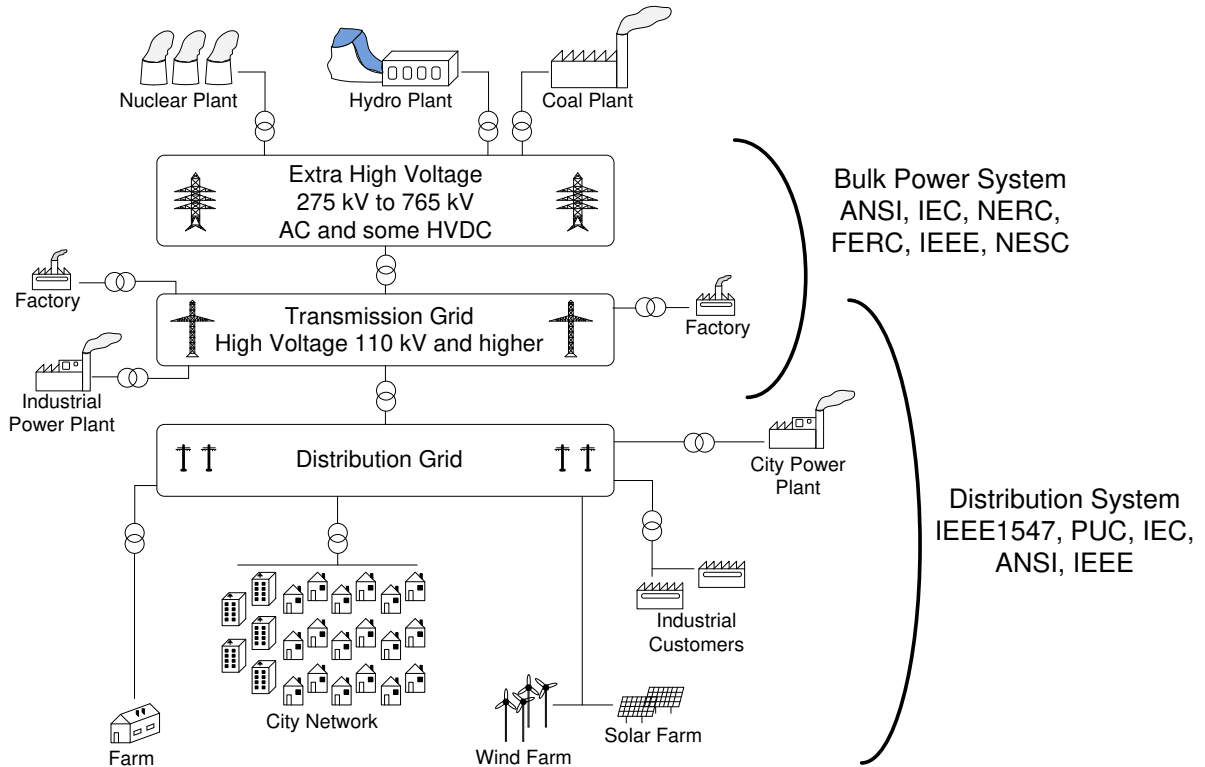 Nuclear Plant
Hydro Plant
Coal Plant
Extra High Voltage
275 kV to 765 kV
AC and some HVDC
Bulk Power System
ANSI, IEC, NERC,
FERC, IEEE, NESC
Factory
Transmission Grid
High Voltage 110 kV and higher
Factory
Industrial
Power Plant
Distribution Grid
City Power
Plant
Distribution System
IEEE1547, PUC, IEC,
ANSI, IEEE
Industrial
Customers
City Network
Farm
Wind Farm
Solar Farm